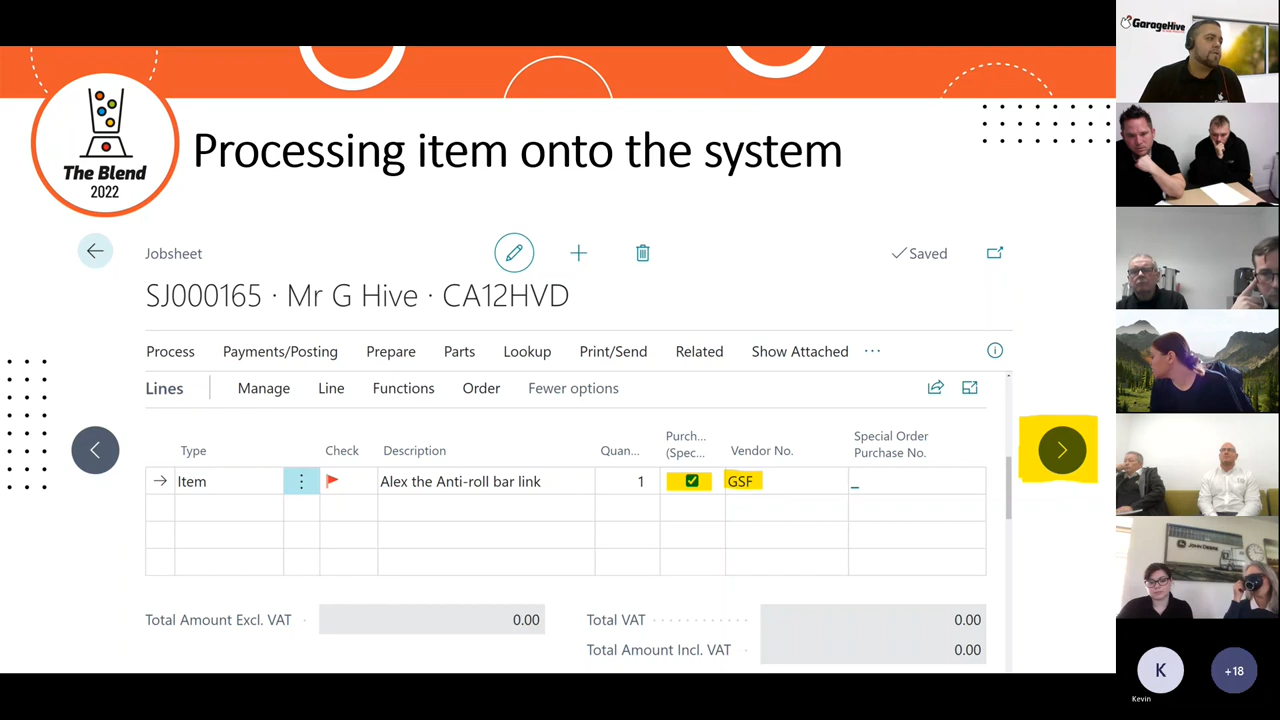 The Blend
2022
Processing item onto the system
Jobsheet
Saved
SJ000165 · Mr G Hive · CA12HVD
Process Payments/Posting Prepare Parts Lookup Print/Send Related Show Attached ···
Lines Manage Line Functions Order Fewer options
Type Check Description Quan... Purch... (Spec... Vendor No. Special Order Purchase No.
Item Alex the Anti-roll bar link 1 GSF _
Total Amount Excl. VAT 0.00 Total VAT 0.00
Total Amount Incl. VAT 0.00
GarageHive
JOHN DEERE
K
Kevin
+18